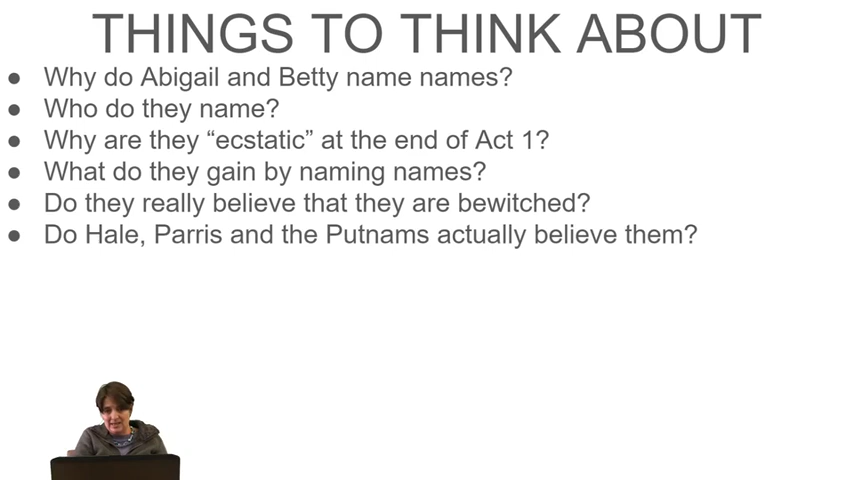 THINGS TO THINK ABOUT
● Why do Abigail and Betty name names?
● Who do they name?
● Why are they “ecstatic” at the end of Act 1?
● What do they gain by naming names?
● Do they really believe that they are bewitched?
● Do Hale, Parris and the Putnams actually believe them?